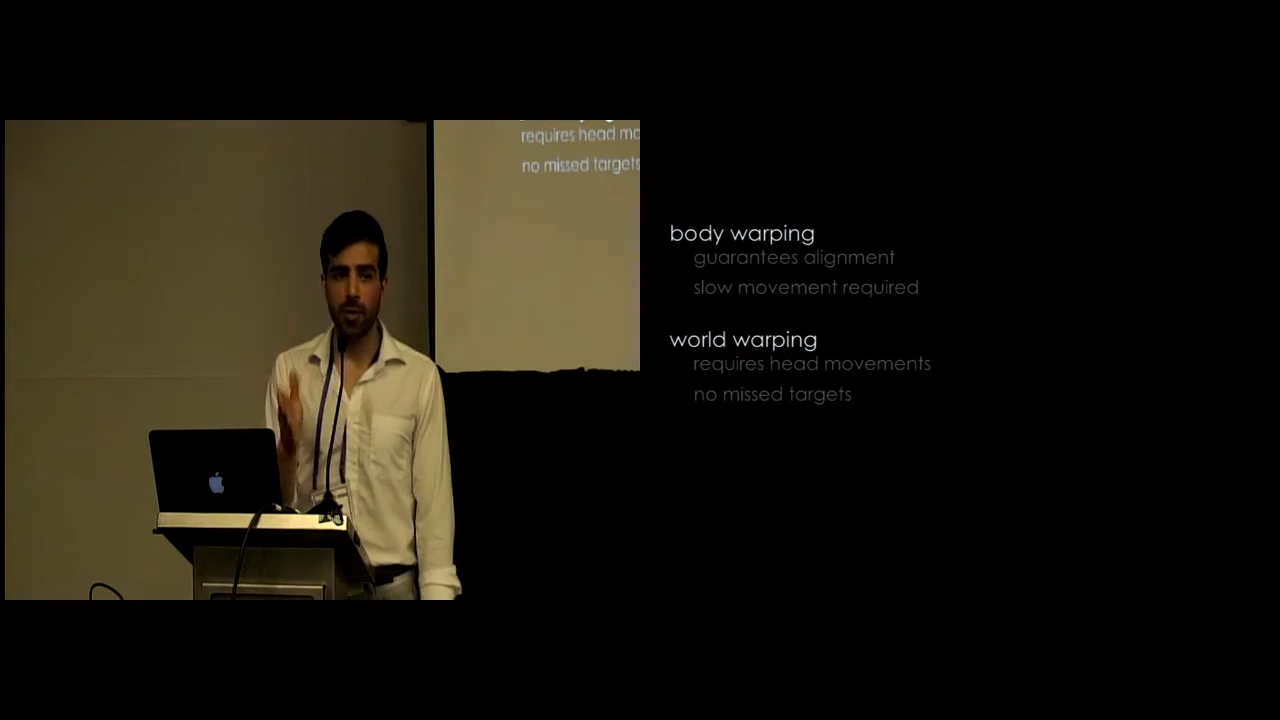 requires head mo
no missed targets
body warping
guarantees alignment
slow movement required
world warping
requires head movements
no missed targets